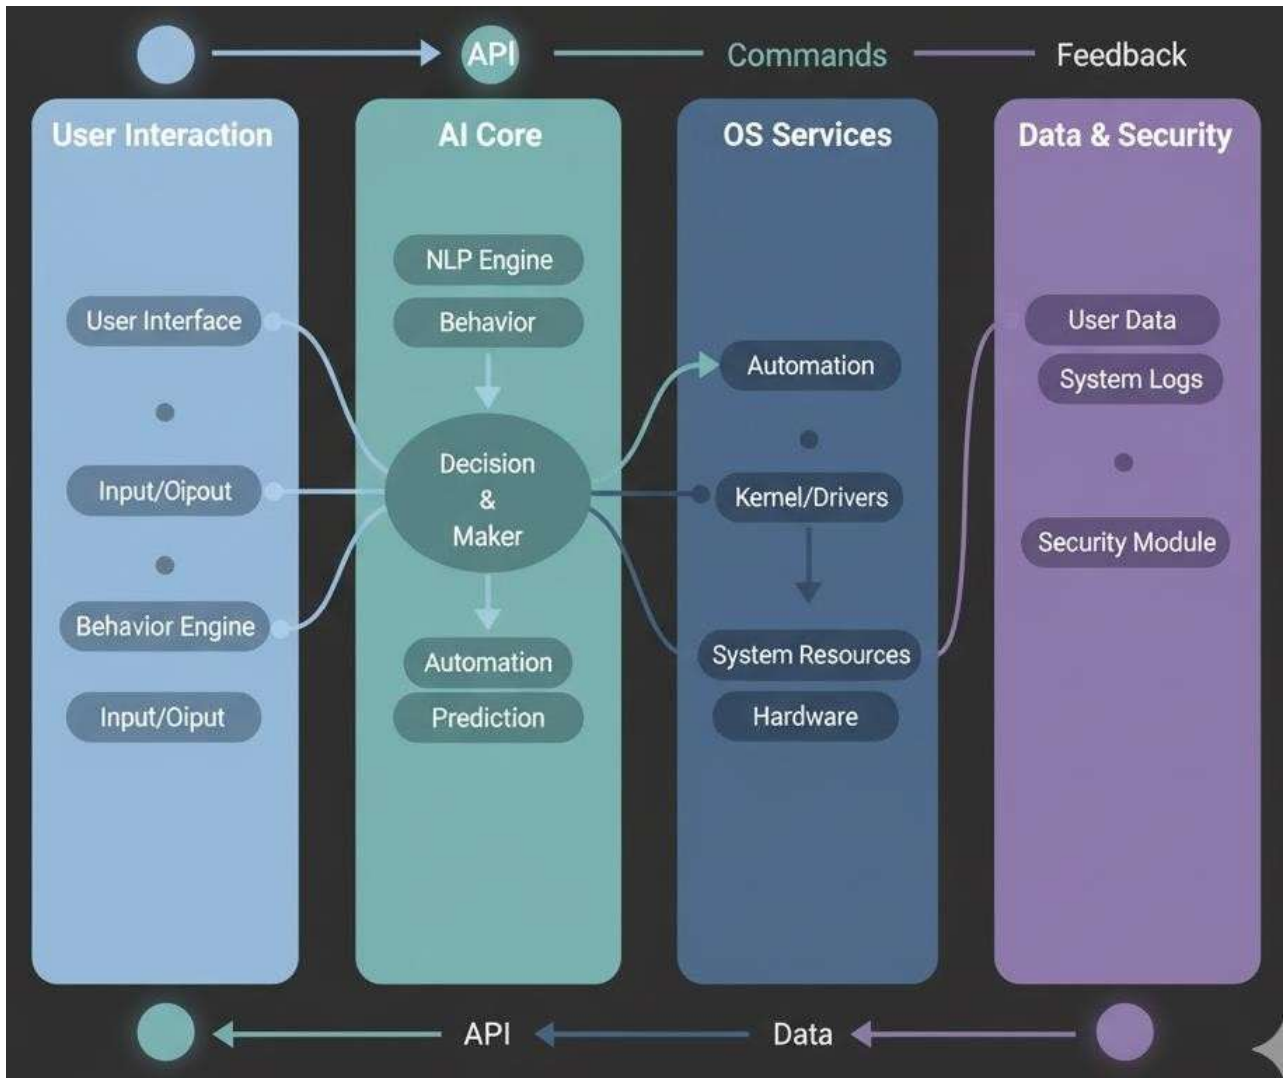 API
Commands
Feedback
User Interaction
AI Core
OS Services
Data & Security
User Interface
Input/Oipout
Behavior Engine
Input/Oiput
NLP Engine
Behavior
Decision
&
Maker
Automation
Prediction
Automation
Kernel/Drivers
System Resources
Hardware
User Data
System Logs
Security Module
API
Data